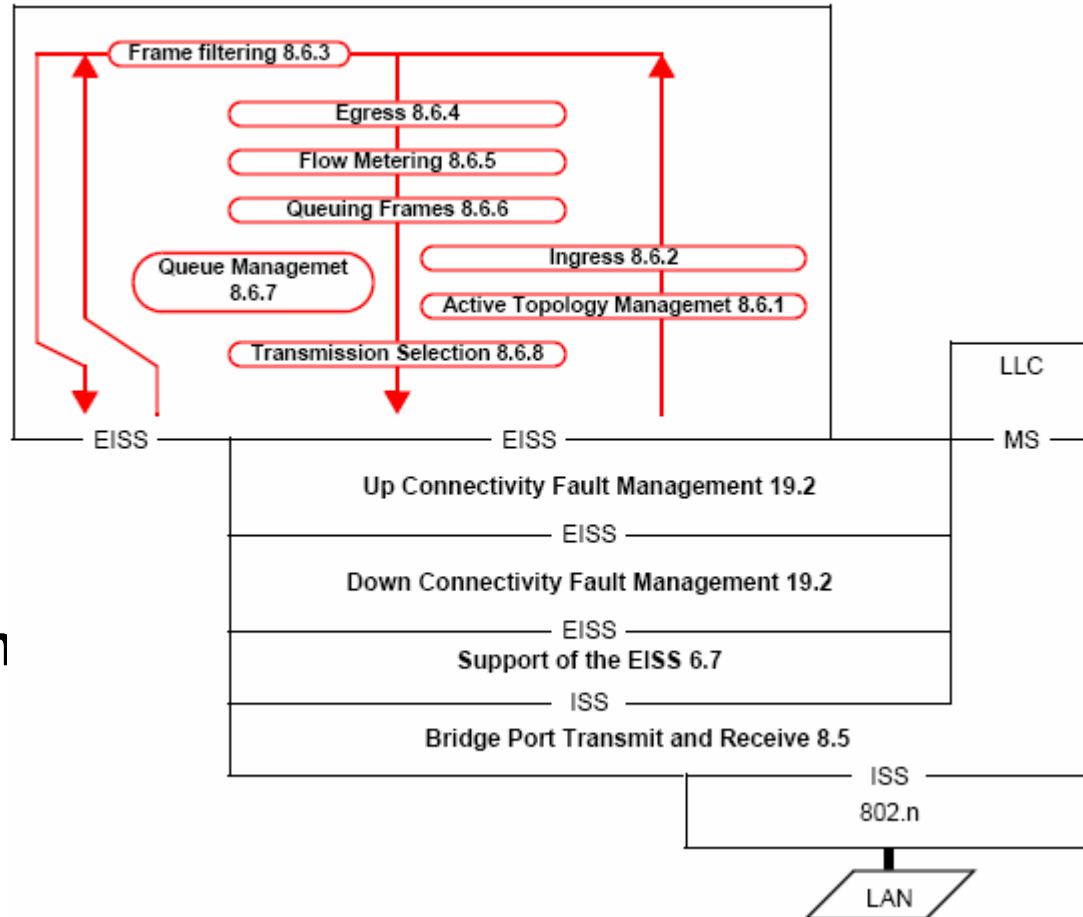 Frame filtering 8.6.3
Egress 8.6.4
Flow Metering 8.6.5
Queuing Frames 8.6.6
Ingress 8.6.2
Queue Managemet
8.6.7
Active Topology Managemet 8.6.1
Transmission Selection 8.6.8
LLC
EISS EISS MS
Up Connectivity Fault Management 19.2
EISS
Down Connectivity Fault Management 19.2
EISS
Support of the EISS 6.7
ISS
Bridge Port Transmit and Receive 8.5
ISS
802.n
LAN